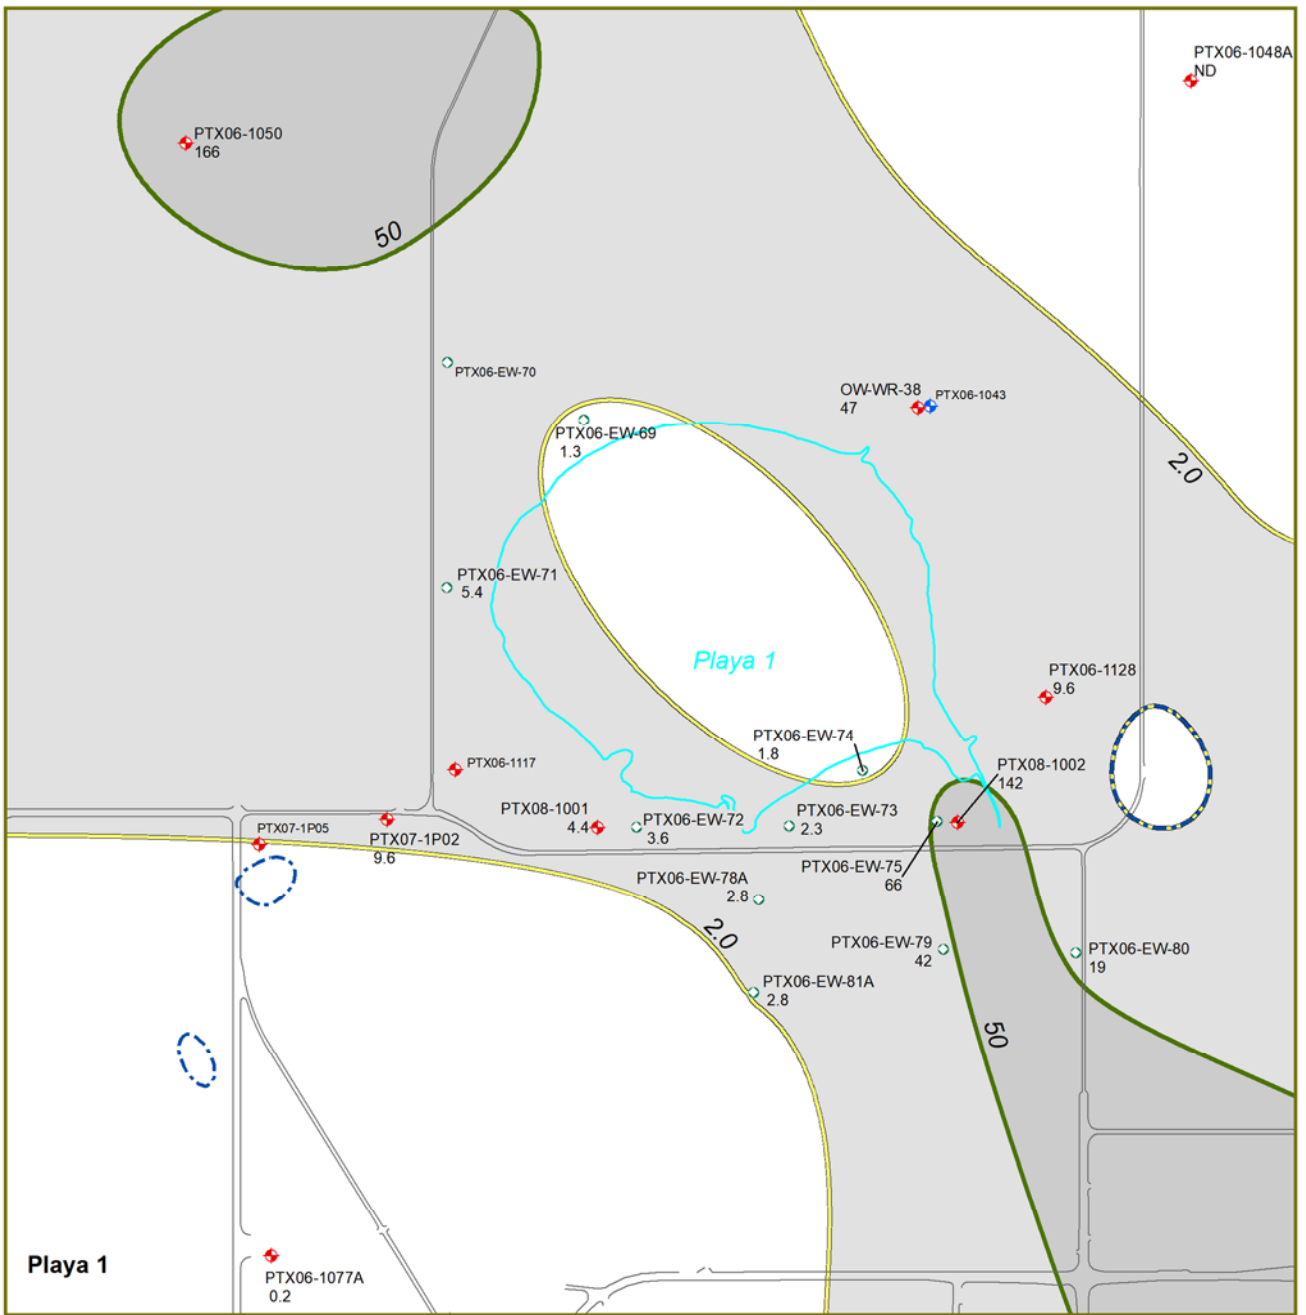 PTX06-1048A
ND
PTX06-1050
166
50
PTX06-EW-70
OW-WR-38
47
PTX06-1043
PTX06-EW-69
1.3
2.0
PTX06-EW-71
5.4
Playa 1
PTX06-1128
9.6
PTX06-EW-74
1.8
PTX06-1117
PTX08-1002
142
PTX08-1001
4.4
PTX06-EW-72
3.6
PTX06-EW-73
2.3
PTX07-1P05
PTX07-1P02
9.6
PTX06-EW-75
66
PTX06-EW-78A
2.8
2.0
PTX06-EW-79
42
PTX06-EW-80
19
PTX06-EW-81A
2.8
50
Playa 1
PTX06-1077A
0.2